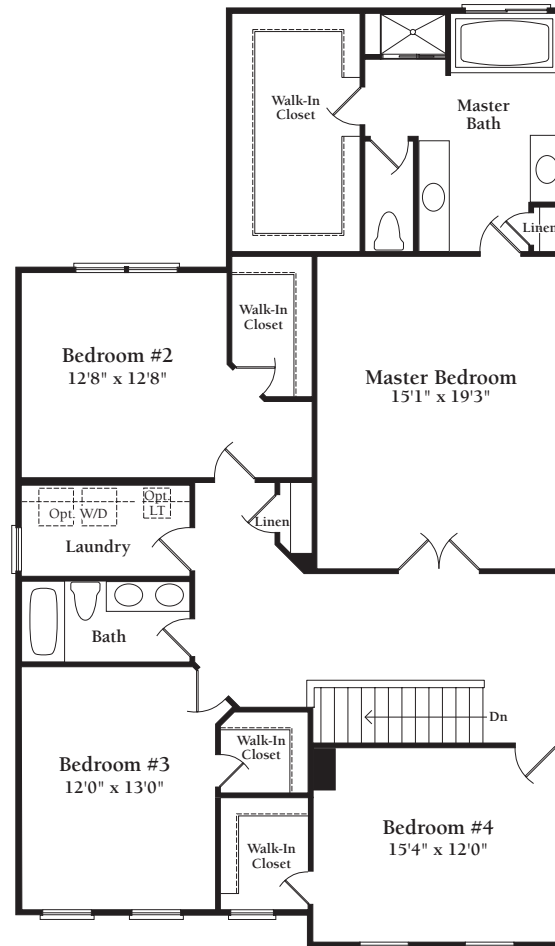 Walk-In
Closet
Master
Bath
Linen
Walk-In
Closet
Bedroom #2
12'8" x 12'8"
Master Bedroom
15'1" x 19'3"
Opt. W/D
Opt.
LT
Linen
Laundry
Bath
Dn
Walk-In
Closet
Bedroom #3
12'0" x 13'0"
Bedroom #4
15'4" x 12'0"
Walk-In
Closet